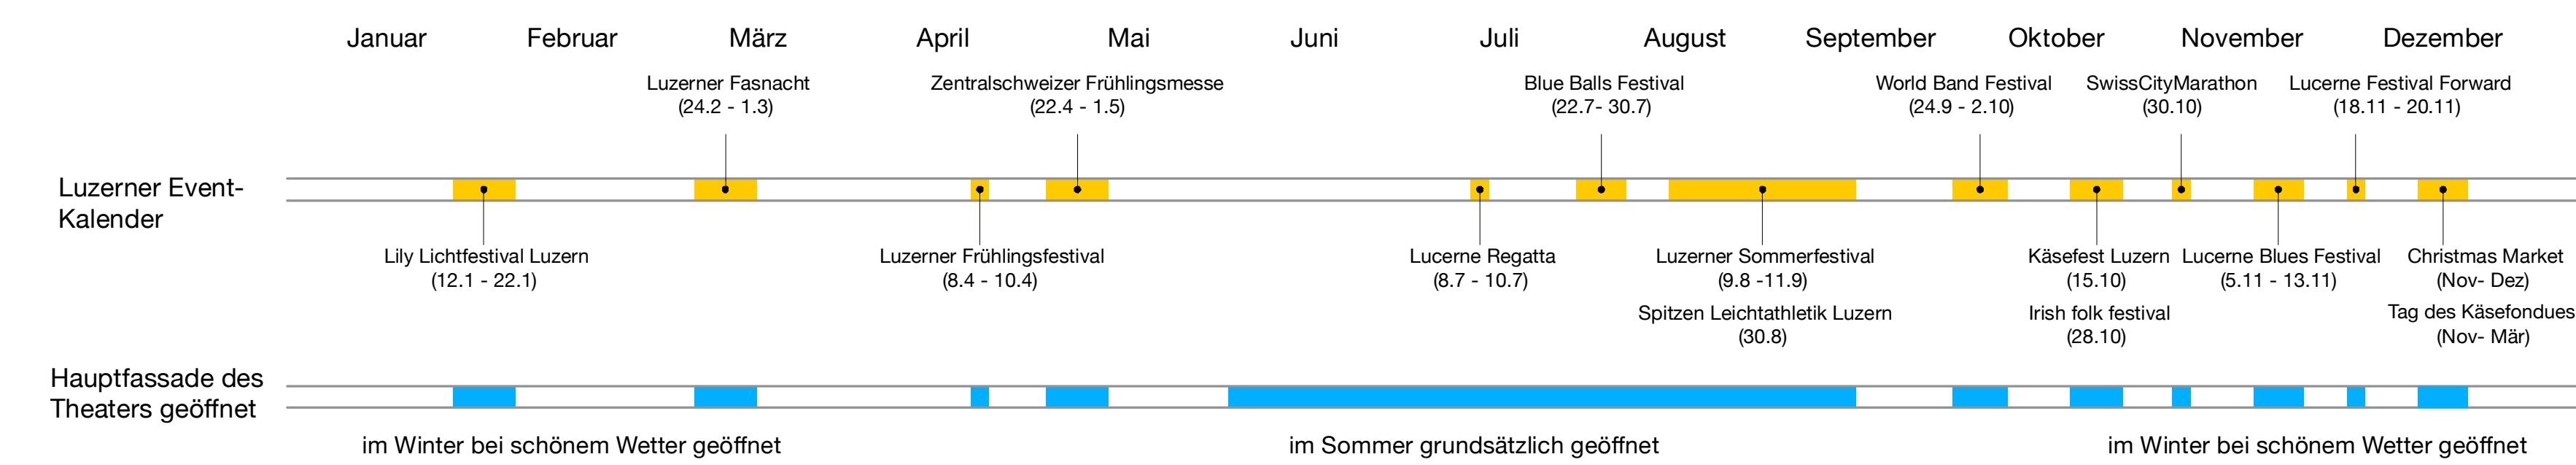 Januar
Februar
März
April
Mai
Juni
Juli
August
September
Oktober
November
Dezember
Luzerner Fasnacht
(24.2 - 1.3)
Zentralschweizer Frühlingsmesse
(22.4 - 1.5)
Blue Balls Festival
(22.7- 30.7)
World Band Festival
(24.9 - 2.10)
SwissCityMarathon
(30.10)
Lucerne Festival Forward
(18.11 - 20.11)
Luzerner Event-
Kalender
Lily Lichtfestival Luzern
(12.1 - 22.1)
Luzerner Frühlingsfestival
(8.4 - 10.4)
Lucerne Regatta
(8.7 - 10.7)
Luzerner Sommerfestival
(9.8 -11.9)
Spitzen Leichtathletik Luzern
(30.8)
Käsefest Luzern
(15.10)
Irish folk festival
(28.10)
Lucerne Blues Festival
(5.11 - 13.11)
Christmas Market
(Nov- Dez)
Tag des Käsefondues
(Nov- Mär)
Hauptfassade des
Theaters geöffnet
im Winter bei schönem Wetter geöffnet
im Sommer grundsätzlich geöffnet
im Winter bei schönem Wetter geöffnet